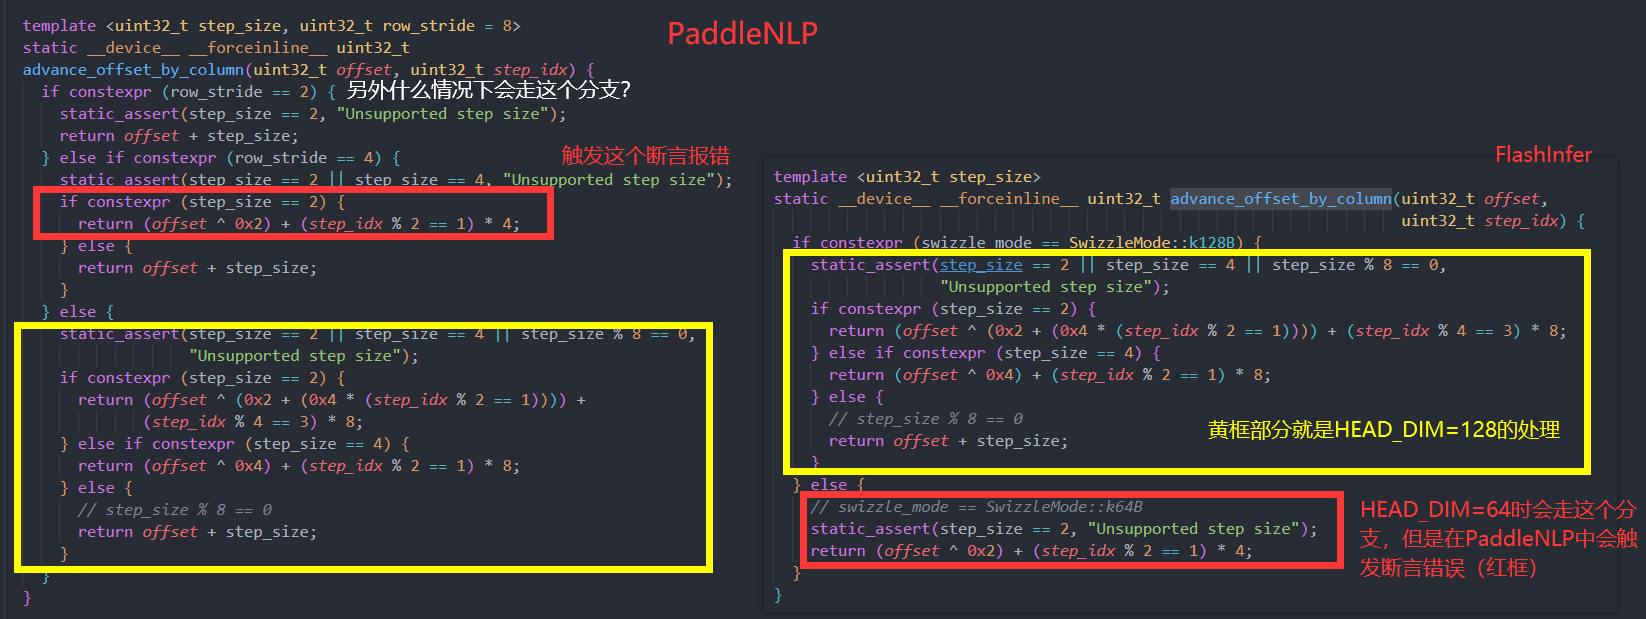 PaddleNLP
template <uint32_t step_size, uint32_t row_stride = 8>
static __device__ __forceinline__ uint32_t
advance_offset_by_column(uint32_t offset, uint32_t step_idx) {
if constexpr (row_stride == 2) { 另外什么情况下会走这个分支?
static_assert(step_size == 2, "Unsupported step size");
return offset + step_size;
} else if constexpr (row_stride == 4) {
触发这个断言报错
static_assert(step_size == 2 || step_size == 4, "Unsupported step size");
if constexpr (step_size == 2) {
return (offset ^ 0x2) + (step_idx % 2 == 1) * 4;
} else {
return offset + step_size;
}
} else {
static_assert(step_size == 2 || step_size == 4 || step_size % 8 == 0,
"Unsupported step size");
if constexpr (step_size == 2) {
return (offset ^ (0x2 + (0x4 * (step_idx % 2 == 1)))) +
(step_idx % 4 == 3) * 8;
} else if constexpr (step_size == 4) {
return (offset ^ 0x4) + (step_idx % 2 == 1) * 8;
} else {
// step_size % 8 == 0
return offset + step_size;
}
}
}
FlashInfer
template <uint32_t step_size>
static __device__ __forceinline__ uint32_t advance_offset_by_column(uint32_t offset,
uint32_t step_idx) {
if constexpr (swizzle_mode == SwizzleMode::k128B) {
static_assert(step_size == 2 || step_size == 4 || step_size % 8 == 0,
"Unsupported step size");
if constexpr (step_size == 2) {
return (offset ^ (0x2 + (0x4 * (step_idx % 2 == 1)))) + (step_idx % 4 == 3) * 8;
} else if constexpr (step_size == 4) {
return (offset ^ 0x4) + (step_idx % 2 == 1) * 8;
} else {
// step_size % 8 == 0
return offset + step_size;
}
黄框部分就是HEAD_DIM=128的处理
} else {
// swizzle_mode == SwizzleMode::k64B
static_assert(step_size == 2, "Unsupported step size");
return (offset ^ 0x2) + (step_idx % 2 == 1) * 4;
}
}
HEAD_DIM=64时会走这个分
支，但是在PaddleNLP中会触
发断言错误（红框）